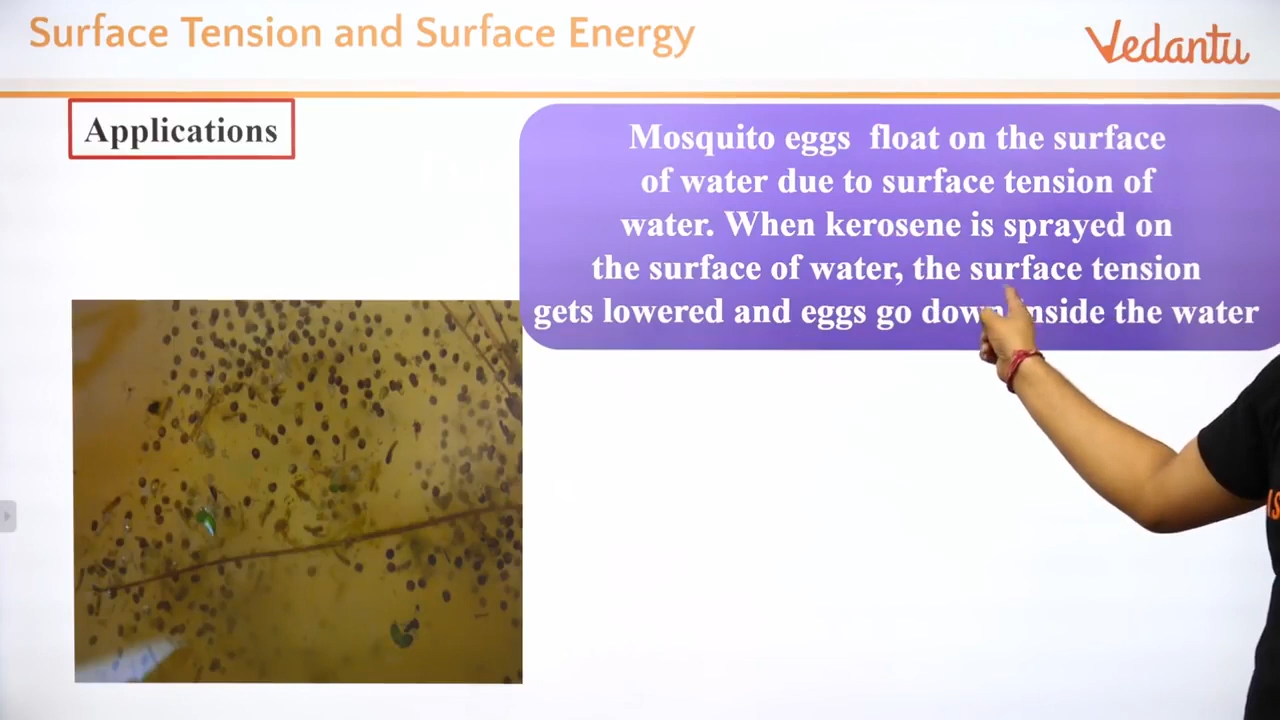 Surface Tension and Surface Energy
Vedantu
Applications
Mosquito eggs float on the surface
of water due to surface tension of
water. When kerosene is sprayed on
the surface of water, the surface tension
gets lowered and eggs go down inside the water